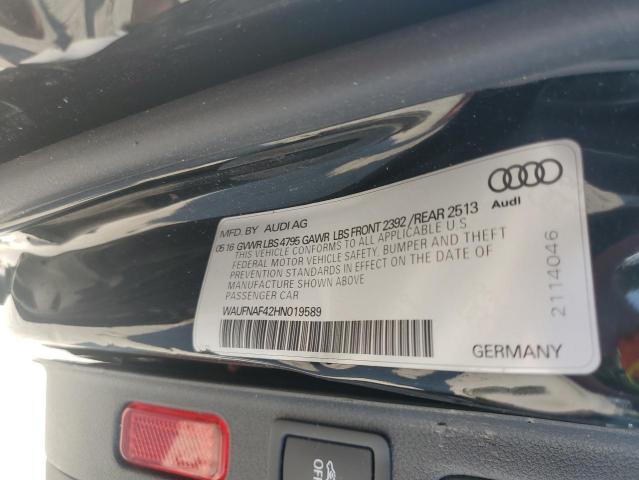 MFD. BY AUDI AG
05 16 GVWR LBS 4795 GAWR LBS FRONT 2392 / REAR 2513
THIS VEHICLE CONFORMS TO ALL APPLICABLE U.S
FEDERAL MOTOR VEHICLE SAFETY, BUMPER AND THEFT
PREVENTION STANDARDS IN EFFECT ON THE DATE OF
MANUFACTURE SHOWN ABOVE
PASSENGER CAR
WAUFNAF42HN019589
Audi
2114046
GERMANY
OFF